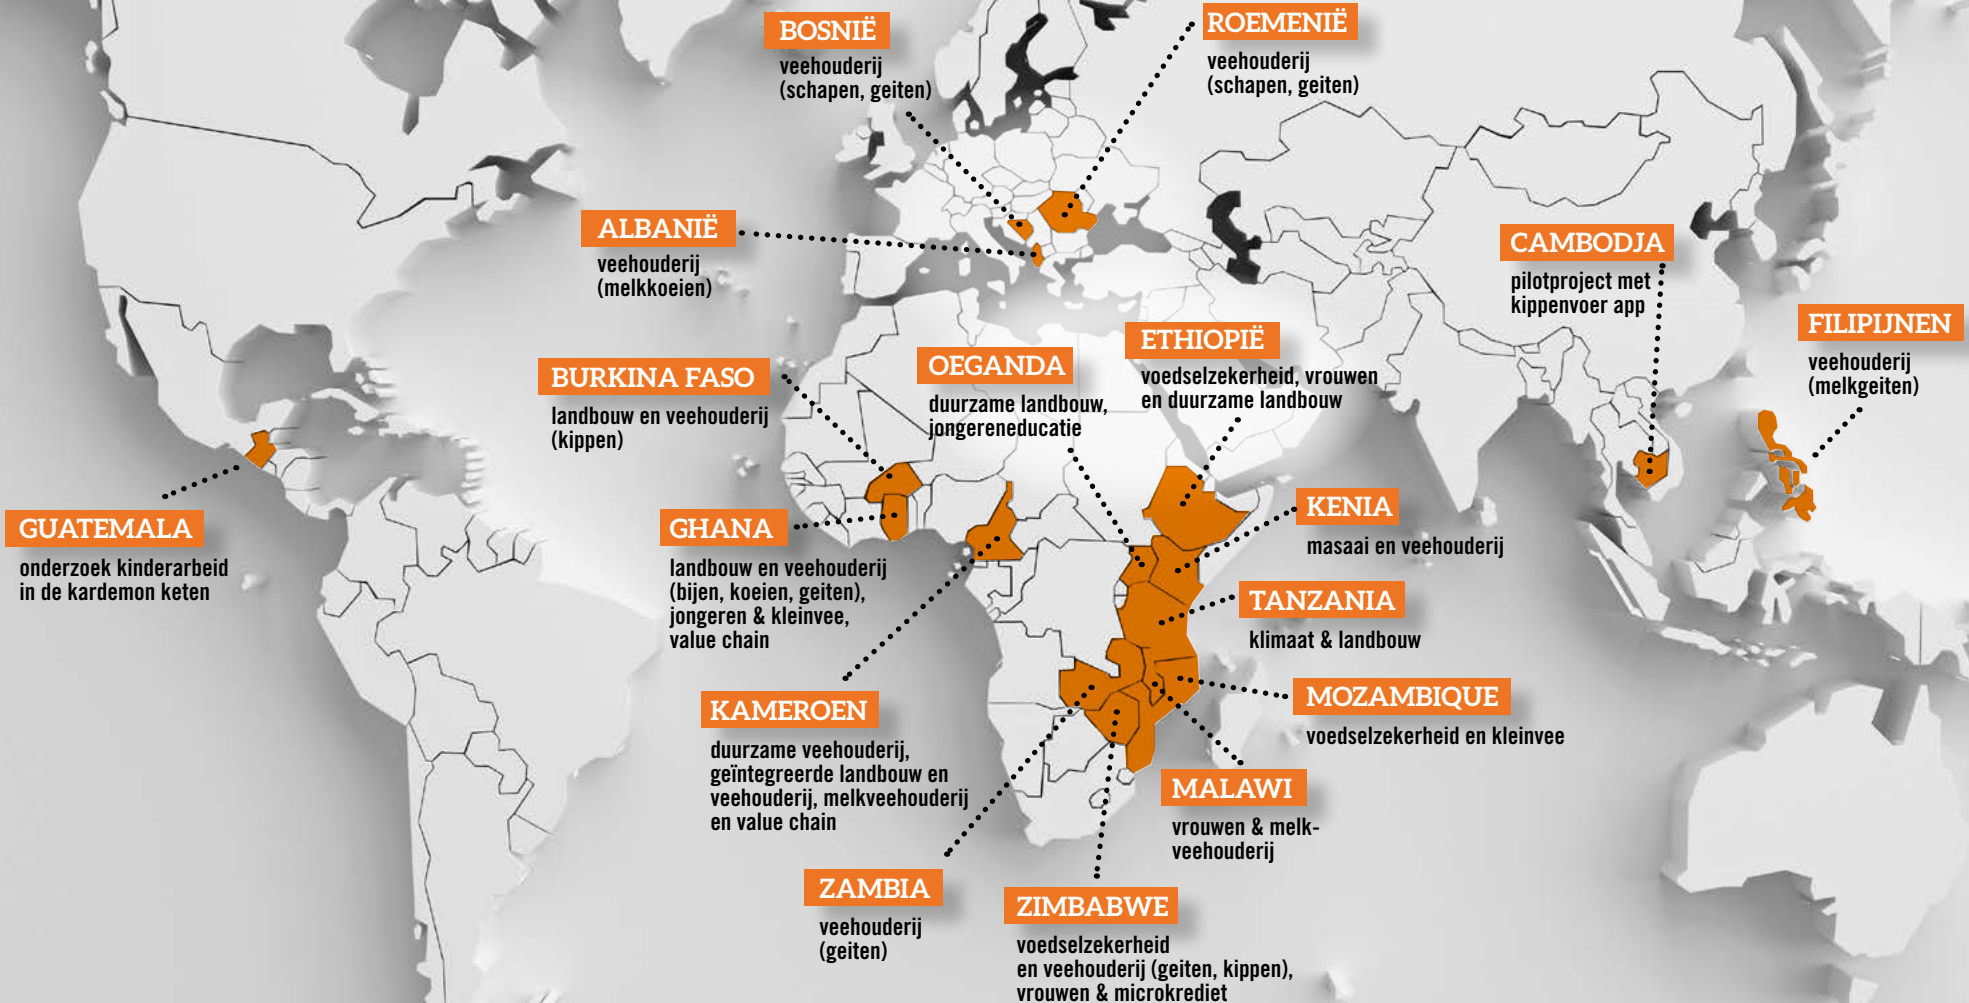 BOSNIË
veehouderij
(schapen, geiten)
ROEMENIË
veehouderij
(schapen, geiten)
ALBANIË
veehouderij
(melkkoeien)
CAMBODJA
pilotproject met
kippenvoer app
FILIPIJNEN
veehouderij
(melkgeiten)
BURKINA FASO
landbouw en veehouderij
(kippen)
OEGANDA
duurzame landbouw,
jongereneducatie
ETHIOPIË
voedselzekerheid, vrouwen
en duurzame landbouw
GUATEMALA
onderzoek kinderarbeid
in de kardemon keten
GHANA
landbouw en veehouderij
(bijen, koeien, geiten),
jongeren & kleinvee,
value chain
KENIA
masaai en veehouderij
TANZANIA
klimaat & landbouw
KAMEROEN
duurzame veehouderij,
geïntegreerde landbouw en
veehouderij, melkveehouderij
en value chain
MOZAMBIQUE
voedselzekerheid en kleinvee
MALAWI
vrouwen & melk-
veehouderij
ZAMBIA
veehouderij
(geiten)
ZIMBABWE
voedselzekerheid
en veehouderij (geiten, kippen),
vrouwen & microkrediet